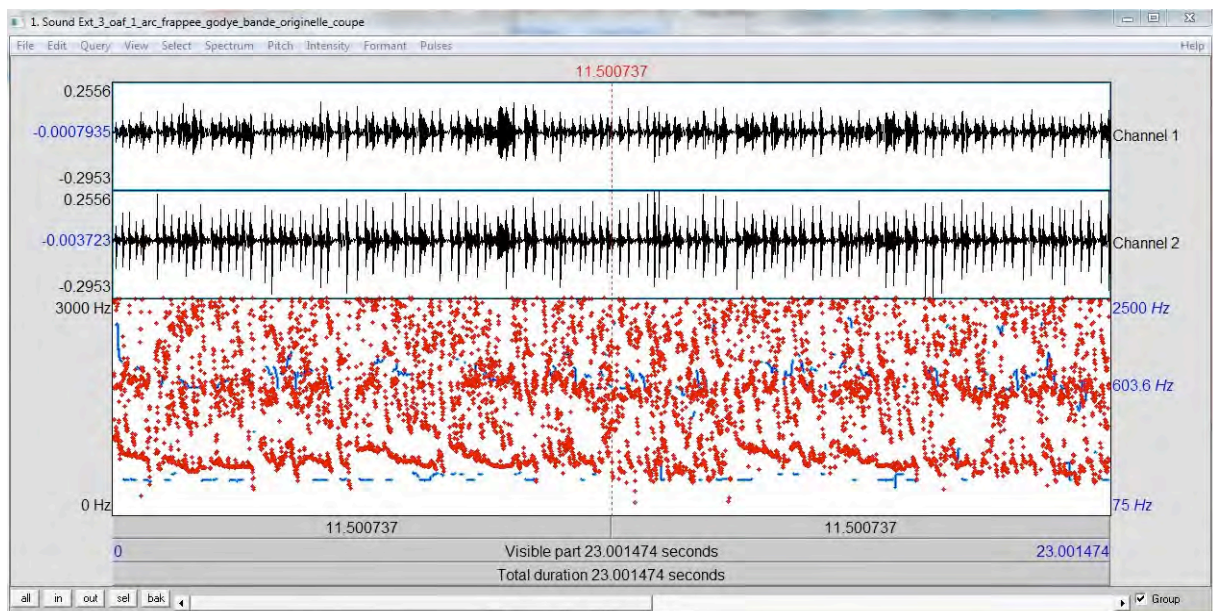 1. Sound Ext_3_oaf_1_arc_frappee_godye_bande_originelle_coupe
File Edit Query View Select Spectrum Pitch Intensity Formant Pulses Help
11.500737
0.2556
-0.0007935
Channel 1
-0.2953
0.2556
-0.003723
Channel 2
-0.2953
3000 Hz
2500 Hz
603.6 Hz
0 Hz
75 Hz
11.500737 11.500737
0 Visible part 23.001474 seconds 23.001474
Total duration 23.001474 seconds
all in out sel bak Group